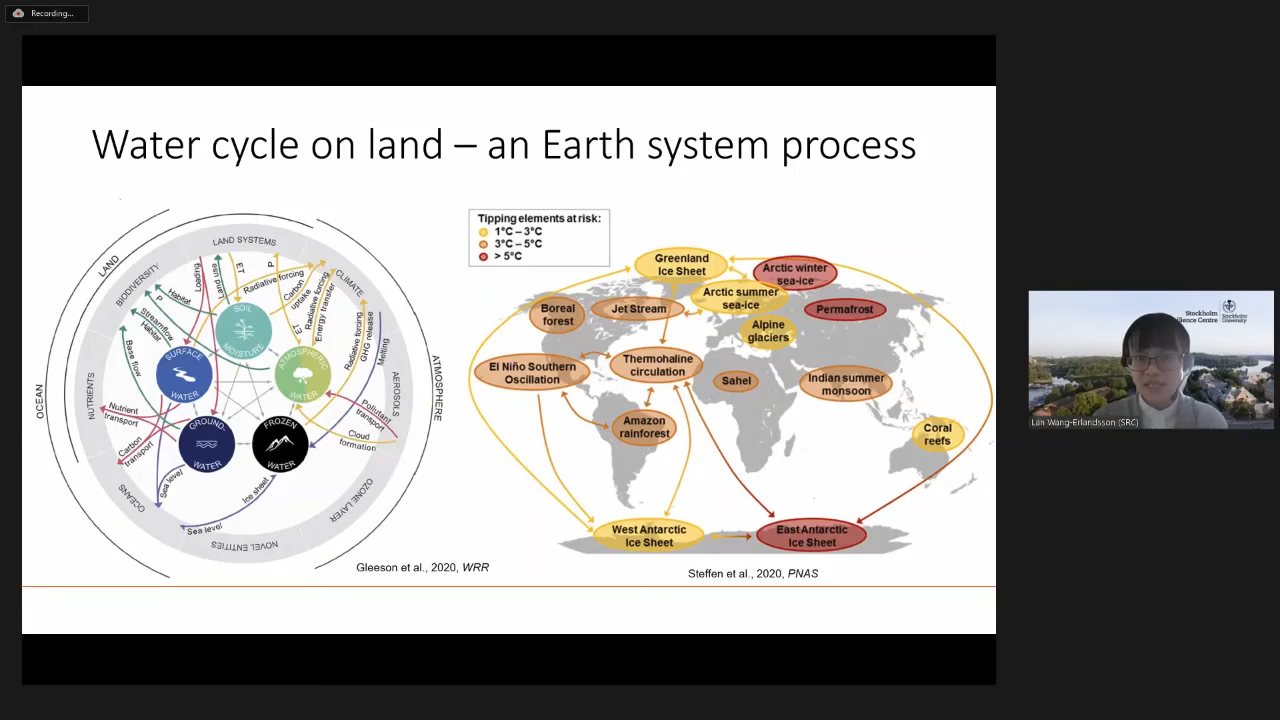 Recording...
Water cycle on land – an Earth system process
LAND
OCEAN
ATMOSPHERE
LAND SYSTEMS
BIODIVERSITY
CLIMATE
NUTRIENTS
AEROSOLS
OCEANS
OZONE LAYER
NOVEL ENTITIES
Loading
Land use
ET
P
Radiative forcing
Carbon
uptake
ET
Radiative forcing
Energy transfer
Radiative forcing
GHG release
Melting
Habitat
P
Streamflow
Habitat
Base flow
Nutrient
transport
Carbon
transport
Sea level
Ice sheet
Sea level
Pollutant
transport
Cloud
formation
SOIL
MOISTURE
SURFACE
WATER
ATMOSPHERIC
WATER
GROUND
WATER
FROZEN
WATER
Gleeson et al., 2020, WRR
Tipping elements at risk:
1°C – 3°C
3°C – 5°C
> 5°C
Greenland
Ice Sheet
Arctic winter
sea-ice
Arctic summer
sea-ice
Boreal
forest
Jet Stream
Permafrost
Alpine
glaciers
El Niño Southern
Oscillation
Thermohaline
circulation
Sahel
Indian summer
monsoon
Amazon
rainforest
Coral
reefs
West Antarctic
Ice Sheet
East Antarctic
Ice Sheet
Steffen et al., 2020, PNAS
Stockholm
ilience Centre
Stockholm
University
Lan Wang-Erlandsson (SRC)